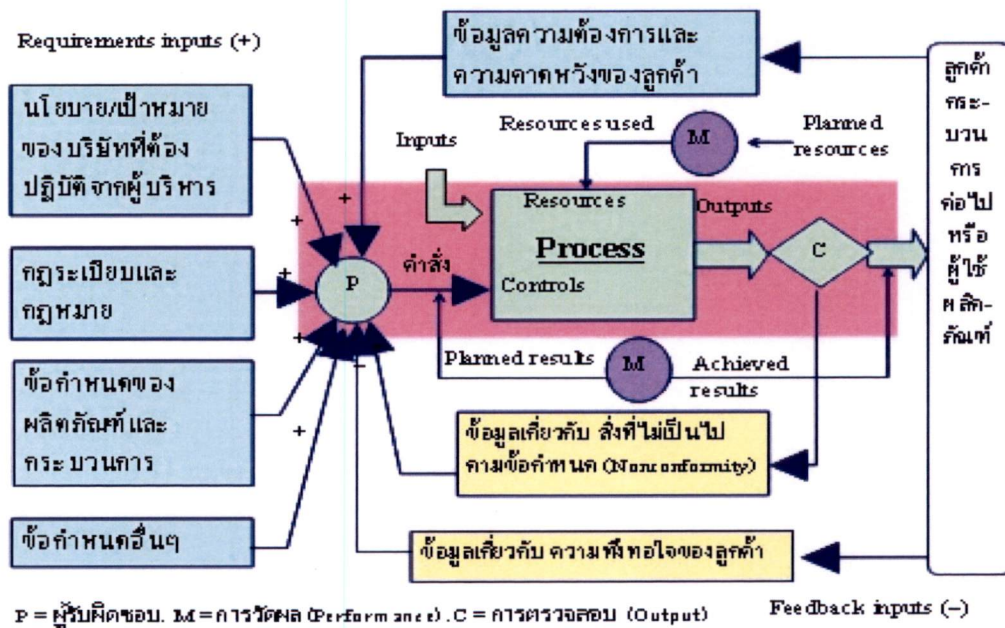 Requirements inputs (+)
ข้อมูลความต้องการและ
ความคาดหวังของลูกค้า
นโยบาย/เป้าหมาย
ของบริษัทที่ต้อง
ปฏิบัติจากผู้บริหาร
กฎระเบียบและ
กฎหมาย
ข้อกำหนดของ
ผลิตภัณฑ์และ
กระบวนการ
ข้อกำหนดอื่นๆ
Inputs
Resources used
M
Planned
resources
+
+
+
+
+
−
P
คำสั่ง
Resources
Process
Controls
Outputs
C
Planned results
M
Achieved
results
ข้อมูลเกี่ยวกับ สิ่งที่ไม่เป็นไป
ตามข้อกำหนด (Nonconformity)
ข้อมูลเกี่ยวกับ ความพึงพอใจของลูกค้า
ลูกค้า
กระ-
บวน
การ
ต่อไป
หรือ
ผู้ใช้
ผลิต-
ภัณฑ์
P = ผู้รับผิดชอบ. M = การวัดผล (Performance) . C = การตรวจสอบ (Output)
Feedback inputs (−)